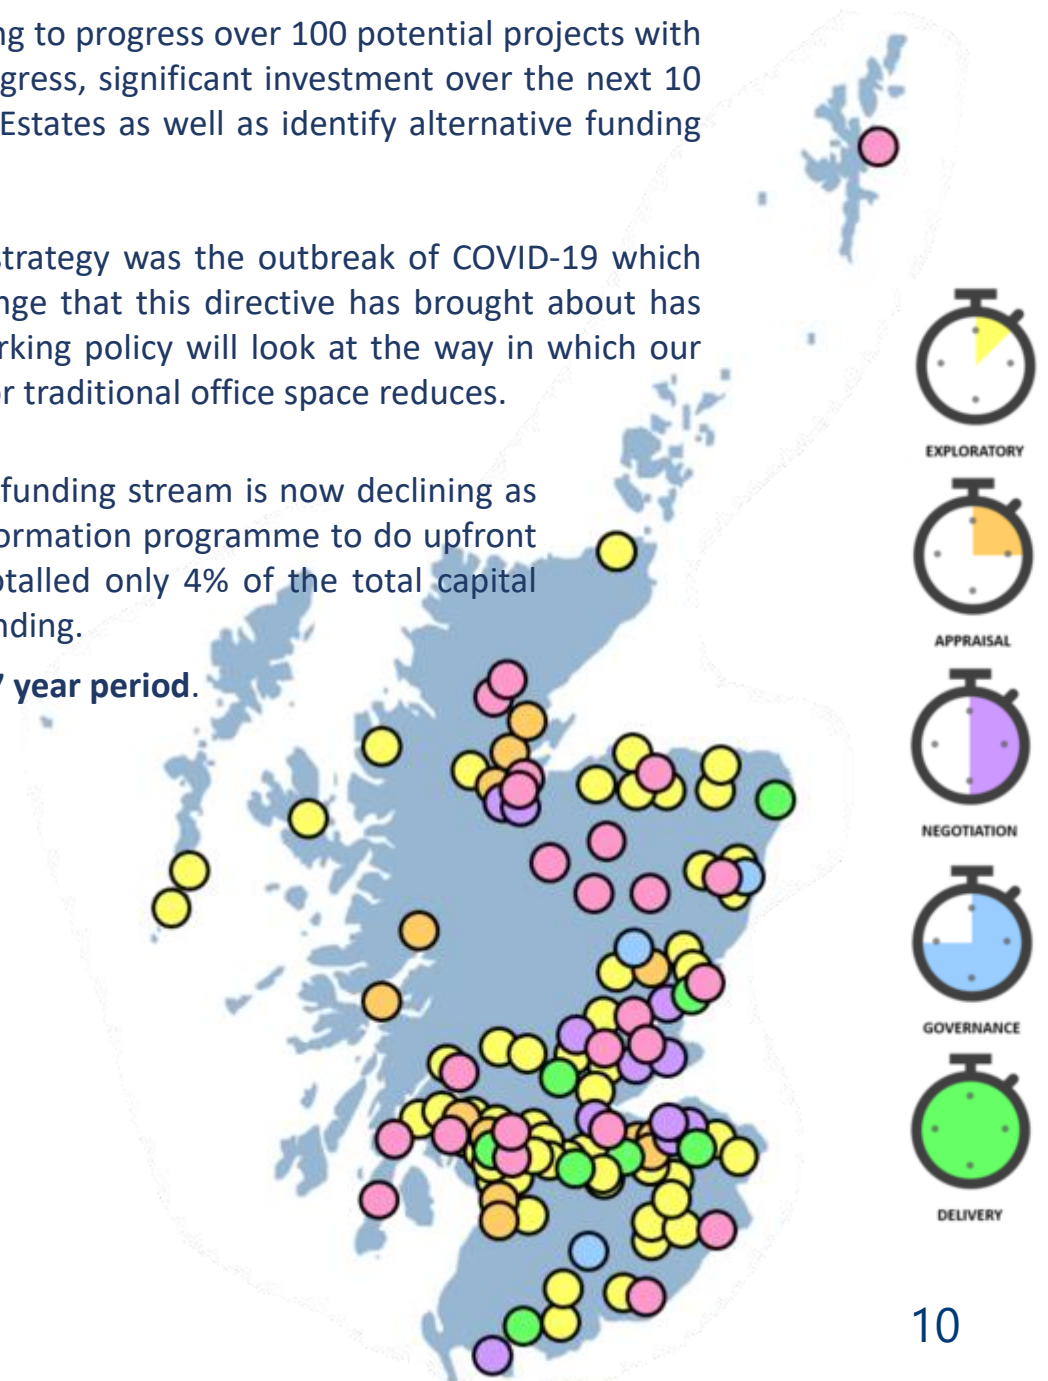 ng to progress over 100 potential projects with
gress, significant investment over the next 10
Estates as well as identify alternative funding
strategy was the outbreak of COVID-19 which
nge that this directive has brought about has
rking policy will look at the way in which our
or traditional office space reduces.
funding stream is now declining as
ormation programme to do upfront
otalled only 4% of the total capital
nding.
7 year period.
EXPLORATORY
APPRAISAL
NEGOTIATION
GOVERNANCE
DELIVERY
10